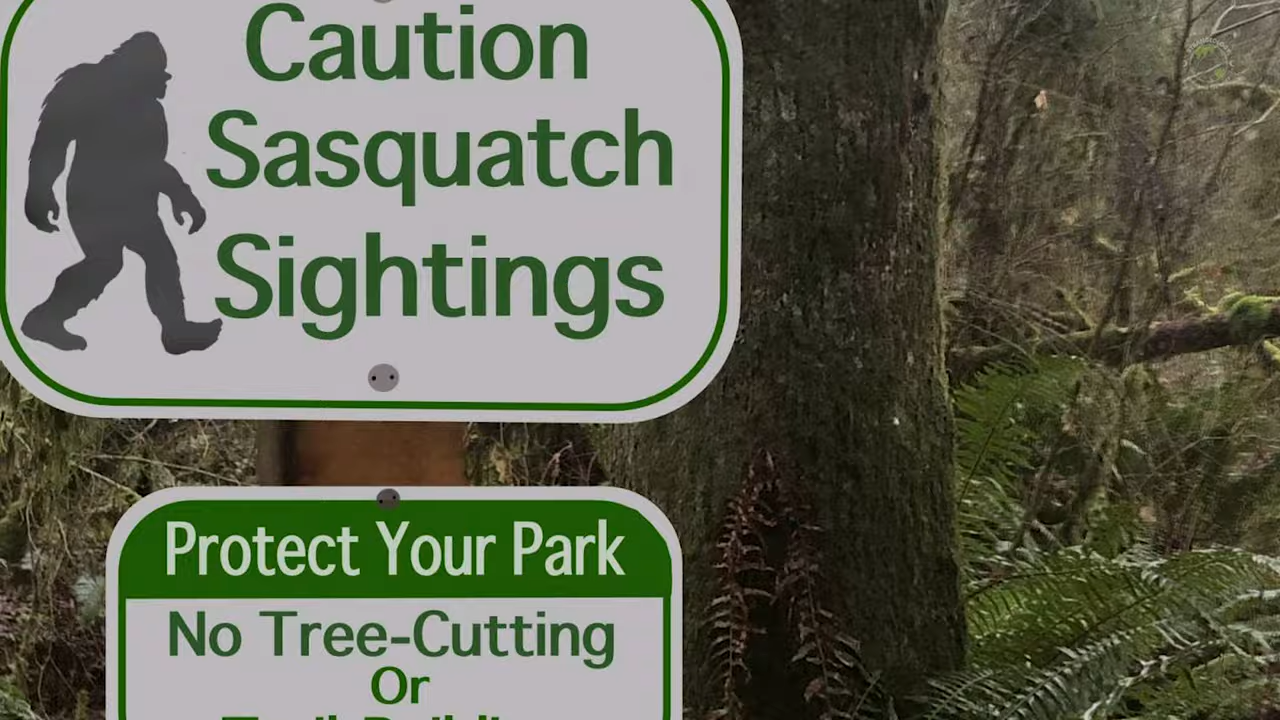 Caution
Sasquatch
Sightings
Protect Your Park
No Tree-Cutting
Or